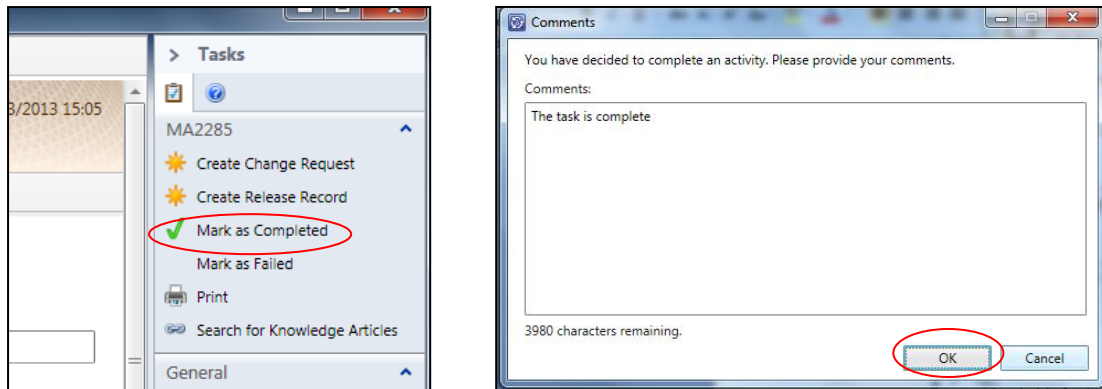 Tasks
3/2013 15:05
MA2285
Create Change Request
Create Release Record
Mark as Completed
Mark as Failed
Print
Search for Knowledge Articles
General
Comments
You have decided to complete an activity. Please provide your comments.
Comments:
The task is complete
3980 characters remaining.
OK
Cancel